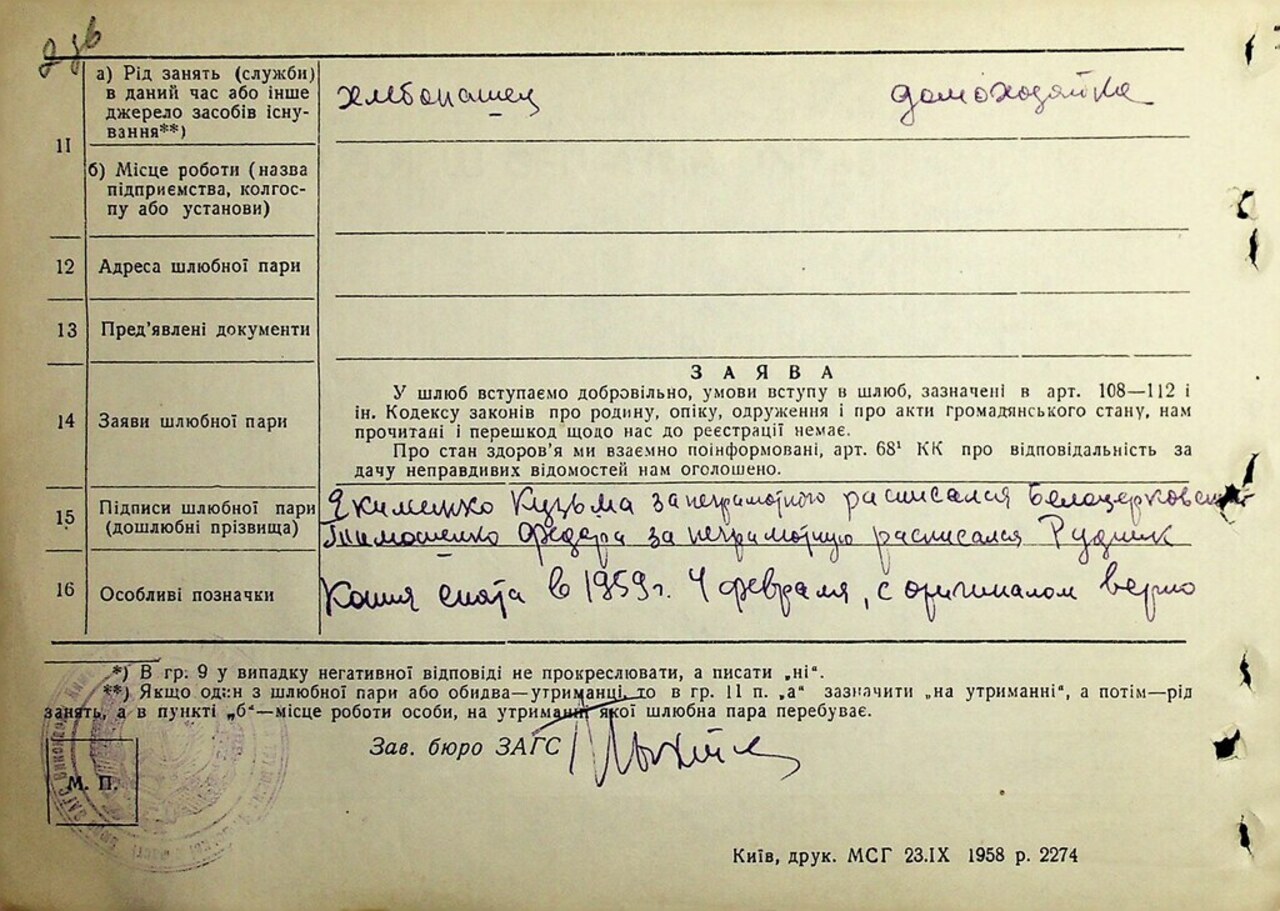 11
а) Рід занять (служби)
в даний час або інше
джерело засобів існу-
вання**)
хлебопашец домохозяйка
б) Місце роботи (назва
підприємства, колгос-
пу або установи)
12 Адреса шлюбної пари
13 Пред’явлені документи
14 Заяви шлюбної пари
ЗАЯВА
У шлюб вступаємо добровільно, умови вступу в шлюб, зазначені в арт. 108—112 і
ін. Кодексу законів про родину, опіку, одруження і про акти громадянського стану, нам
прочитані і перешкод щодо нас до реєстрації немає.
Про стан здоров’я ми взаємно поінформовані, арт. 68¹ КК про відповідальність за
дачу неправдивих відомостей нам оголошено.
15 Підписи шлюбної пари
(дошлюбні прізвища)
Якименко Кузьма за неграмотного расписался
Тимошенко Федора за неграмотную расписался Рудник
16 Особливі позначки
Копия снята в 1959г. 4 февраля, с оригиналом верно
*) В гр. 9 у випадку негативної відповіді не прокреслювати, а писати „ні“.
**) Якщо один з шлюбної пари або обидва—утриманці, то в гр. 11 п. „а“ зазначити „на утриманні“, а потім—рід
занять, а в пункті „б“—місце роботи особи, на утриманні якої шлюбна пара перебуває.
Зав. бюро ЗАГС
М. П.
Київ, друк. МСГ 23.IX 1958 р. 2274